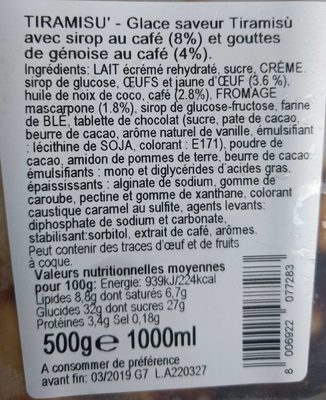 TIRAMISU' - Glace saveur Tiramisù
avec sirop au café (8%) et gouttes
de génoise au café (4%).
Ingrédients: LAIT écrémé rehydraté, sucre, CRÈME,
sirop de glucose, ŒUFS et jaune d'ŒUF (3.6 %),
huile de noix de coco, café (2,8%), FROMAGE
mascarpone (1.8%), sirop de glucose-fructose, farine
de BLÉ, tablette de chocolat (sucre, pate de cacao,
beurre de cacao, arôme naturel de vanille, émulsifiant
: lécithine de SOJA, colorant : E171), poudre de
cacao, amidon de pommes de terre, beurre de cacao,
émulsifiants : mono et diglycérides d'acides gras,
épaississants : alginate de sodium, gomme de
caroube, pectine et gomme de xanthane, colorant
caustique caramel au sulfite, agents levants:
diphosphate de sodium et carbonate,
stabilisant:sorbitol, extrait de café, arômes.
Peut contenir des traces d'œuf et de fruits
à coque.
Valeurs nutritionnelles moyennes
pour 100g: Energie: 939kJ/224kcal
Lipides 8,8g dont saturés 6,7g
Glucides 32g dont sucres 27g
Protéines 3,4g Sel 0,18g
500g℮ 1000ml
A consommer de préférence
avant fin: 03/2019 G7 L.A220327
8 006922 077283